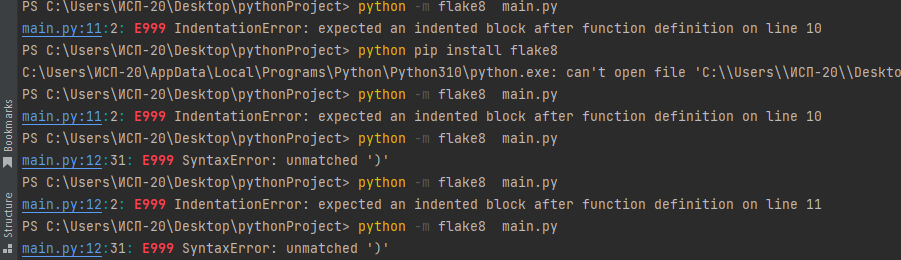 PS C:\Users\ИСП-20\Desktop\pythonProject> python -m flake8  main.py
main.py:11:2: E999 IndentationError: expected an indented block after function definition on line 10
PS C:\Users\ИСП-20\Desktop\pythonProject> python pip install flake8
C:\Users\ИСП-20\AppData\Local\Programs\Python\Python310\python.exe: can't open file 'C:\\Users\\ИСП-20\\Deskto
PS C:\Users\ИСП-20\Desktop\pythonProject> python -m flake8  main.py
main.py:11:2: E999 IndentationError: expected an indented block after function definition on line 10
PS C:\Users\ИСП-20\Desktop\pythonProject> python -m flake8  main.py
main.py:12:31: E999 SyntaxError: unmatched ')'
PS C:\Users\ИСП-20\Desktop\pythonProject> python -m flake8  main.py
main.py:12:2: E999 IndentationError: expected an indented block after function definition on line 11
PS C:\Users\ИСП-20\Desktop\pythonProject> python -m flake8  main.py
main.py:12:31: E999 SyntaxError: unmatched ')'
Bookmarks
Structure